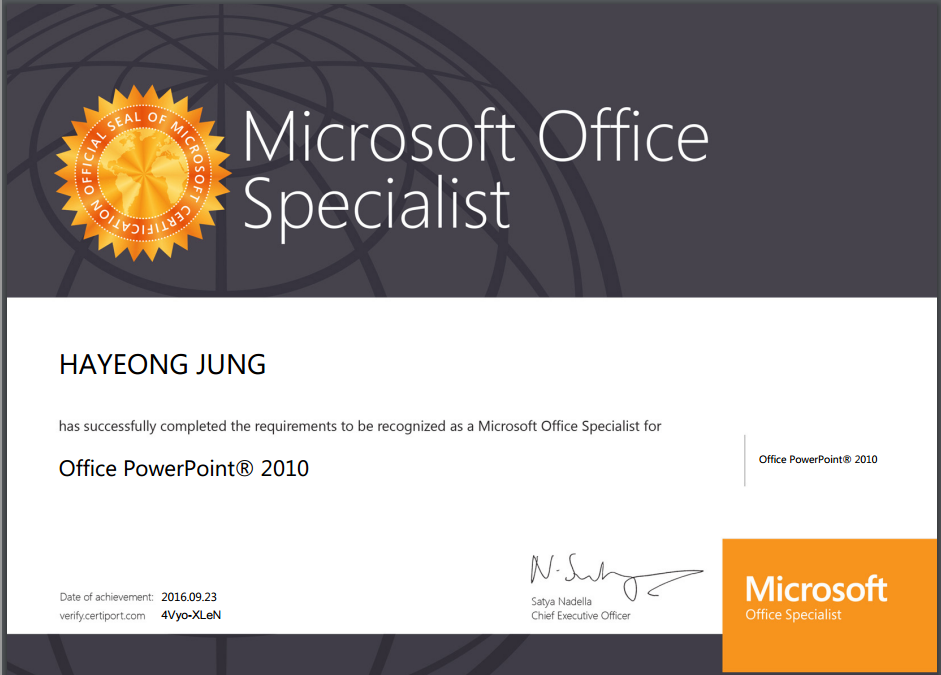 OFFICIAL SEAL OF MICROSOFT CERTIFICATION
Microsoft Office
Specialist
HAYEONG JUNG
has successfully completed the requirements to be recognized as a Microsoft Office Specialist for
Office PowerPoint® 2010
Office PowerPoint® 2010
Satya Nadella
Chief Executive Officer
Date of achievement: 2016.09.23
verify.certiport.com 4Vyo-XLeN
Microsoft
Office Specialist